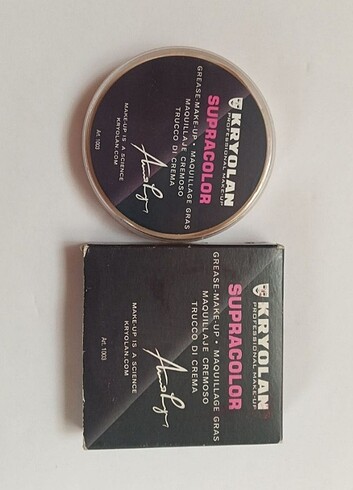 KRYOLAN
PROFESSIONAL MAKE-UP
SUPRACOLOR
GREASE-MAKE-UP • MAQUILLAGE GRAS
MAQUILLAJE CREMOSO
TRUCCO DI CREMA
MAKE-UP IS A SCIENCE
KRYOLAN.COM
Art. 1003
KRYOLAN
PROFESSIONAL MAKE-UP
SUPRACOLOR
GREASE-MAKE-UP • MAQUILLAGE GRAS
MAQUILLAJE CREMOSO
TRUCCO DI CREMA
MAKE-UP IS A SCIENCE
KRYOLAN.COM
Art. 1003